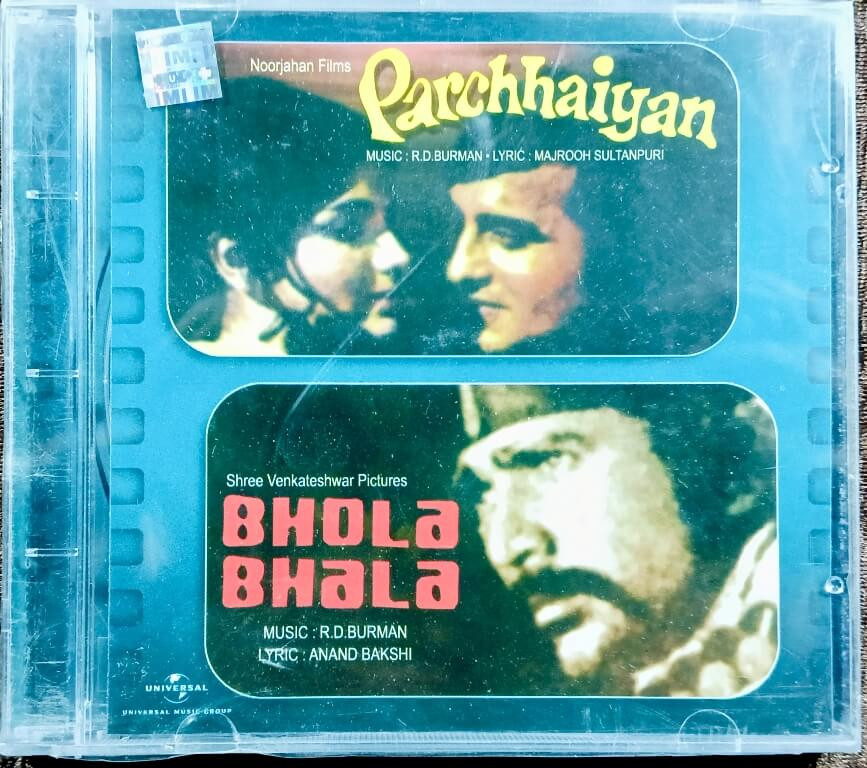 Noorjahan Films
Parchhaiyan
MUSIC : R.D.BURMAN • LYRIC : MAJROOH SULTANPURI
Shree Venkateshwar Pictures
BHOLa
BHaLa
MUSIC : R.D.BURMAN
LYRIC : ANAND BAKSHI
UNIVERSAL
UNIVERSAL MUSIC GROUP